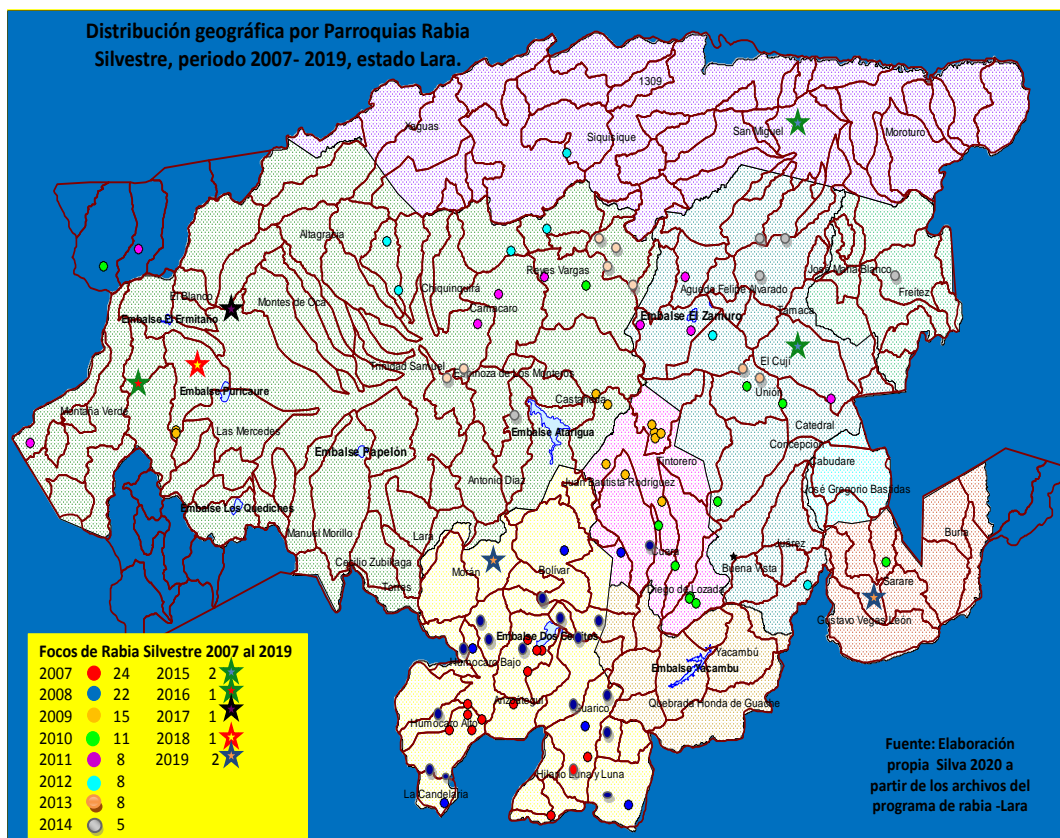 Distribución geográfica por Parroquias Rabia
Silvestre, periodo 2007- 2019, estado Lara.
1309
Xaguas
Siquisique
San Miguel
Moroturo
Altagracia
Reyes Vargas
José María Blanco
Freitez
El Blanco
Montes de Oca
Chiquinquirá
Camacaro
Aguedo Felipe Alvarado
Embalse El Ermitaño
Embalse El Zamuro
Tamaca
Trinidad Samuel
Espinoza de Los Monteros
El Cují
Montaña Verde
Embalse Puricaure
Castañeda
Unión
Las Mercedes
Embalse Atarigua
Catedral
Embalse Papelón
Concepción
Tintorero
Cabudare
Antonio Díaz
Juan Bautista Rodríguez
José Gregorio Bastidas
Embalse Los Quediches
Manuel Morillo
Lara
Buria
Cecilio Zubillaga
Morán
Bolívar
Cuara
Juárez
Buena Vista
Torres
Diego de Lozada
Sarare
Gustavo Vegas León
Embalse Dos Cerritos
Humocaro Bajo
Yacambú
Embalse Yacambu
Anzoátegui
Quebrada Honda de Guache
Guarico
Humocaro Alto
Hilario Luna y Luna
La Candelaria
Focos de Rabia Silvestre 2007 al 2019
2007 24 2015 2
2008 22 2016 1
2009 15 2017 1
2010 11 2018 1
2011 8 2019 2
2012 8
2013 8
2014 5
Fuente: Elaboración
propia Silva 2020 a
partir de los archivos del
programa de rabia -Lara